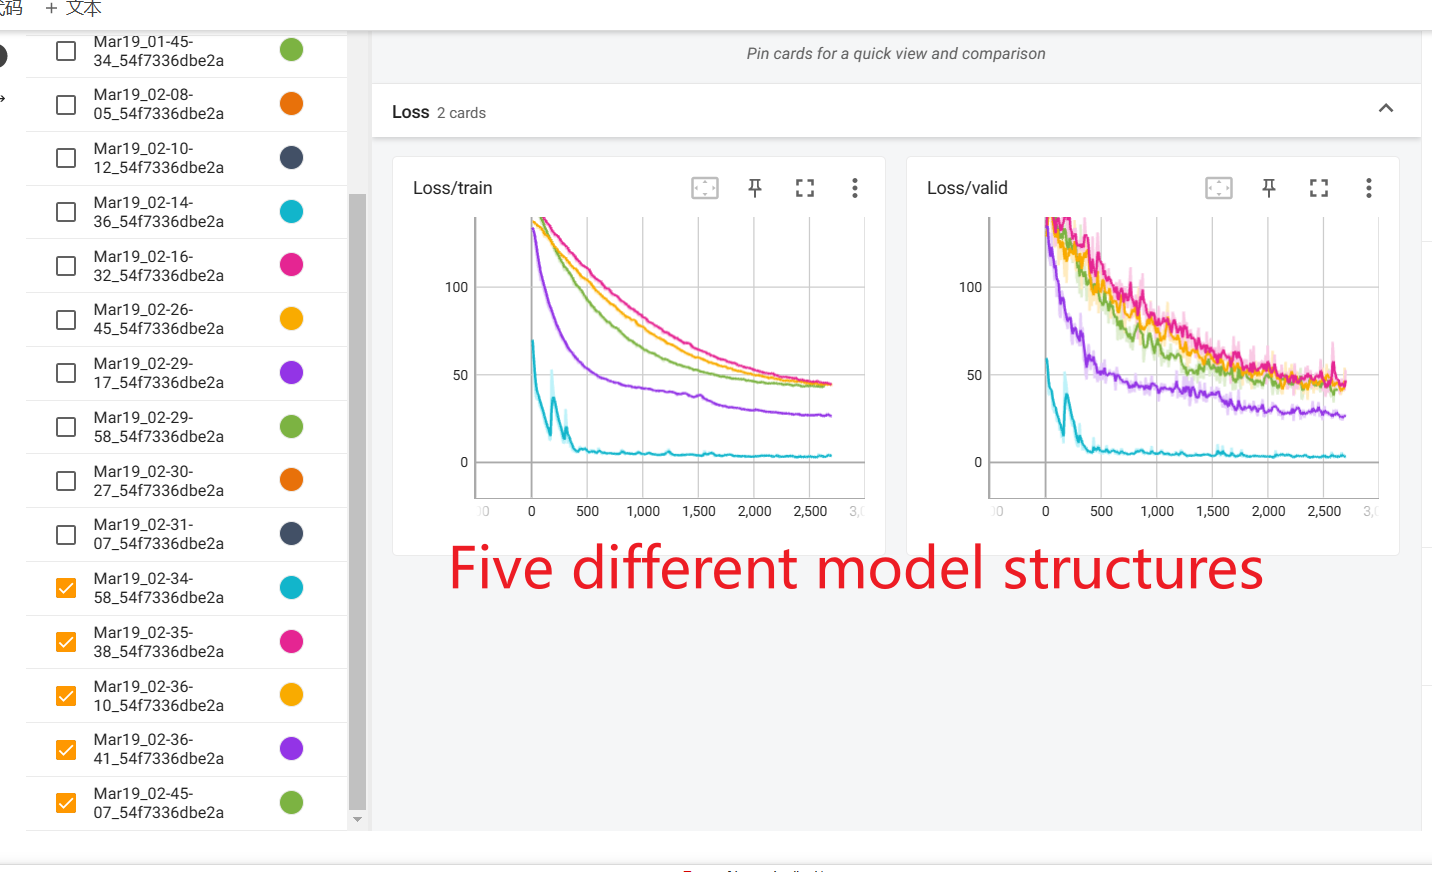 码 + 文本
Mar19_01-45-
34_54f7336dbe2a
Mar19_02-08-
05_54f7336dbe2a
Mar19_02-10-
12_54f7336dbe2a
Mar19_02-14-
36_54f7336dbe2a
Mar19_02-16-
32_54f7336dbe2a
Mar19_02-26-
45_54f7336dbe2a
Mar19_02-29-
17_54f7336dbe2a
Mar19_02-29-
58_54f7336dbe2a
Mar19_02-30-
27_54f7336dbe2a
Mar19_02-31-
07_54f7336dbe2a
Mar19_02-34-
58_54f7336dbe2a
Mar19_02-35-
38_54f7336dbe2a
Mar19_02-36-
10_54f7336dbe2a
Mar19_02-36-
41_54f7336dbe2a
Mar19_02-45-
07_54f7336dbe2a
Pin cards for a quick view and comparison
Loss 2 cards
Loss/train
100
50
0
0 500 1,000 1,500 2,000 2,500
Loss/valid
100
50
0
0 500 1,000 1,500 2,000 2,500
Five different model structures